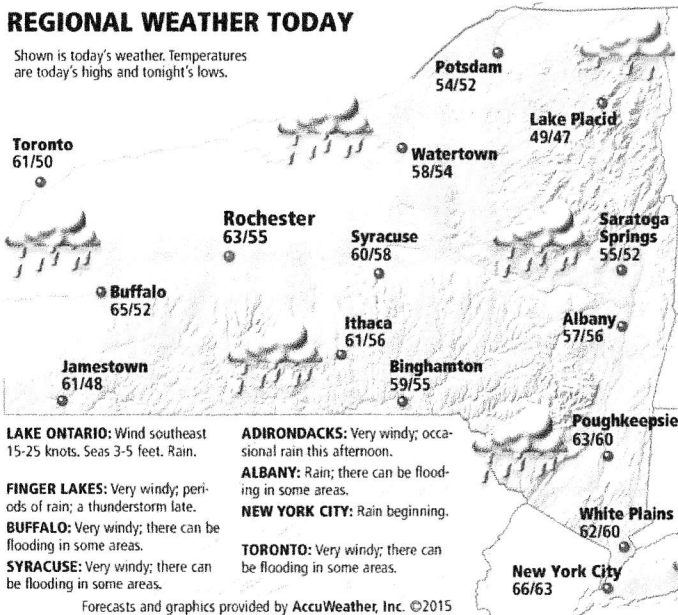 REGIONAL WEATHER TODAY
Shown is today's weather. Temperatures
are today's highs and tonight's lows.
Potsdam
54/52
Lake Placid
49/47
Toronto
61/50
Watertown
58/54
Rochester
63/55
Syracuse
60/58
Saratoga
Springs
55/52
Buffalo
65/52
Ithaca
61/56
Albany
57/56
Jamestown
61/48
Binghamton
59/55
Poughkeepsie
63/60
White Plains
62/60
New York City
66/63
LAKE ONTARIO: Wind southeast
15-25 knots. Seas 3-5 feet. Rain.
FINGER LAKES: Very windy; peri-
ods of rain; a thunderstorm late.
BUFFALO: Very windy; there can be
flooding in some areas.
SYRACUSE: Very windy; there can
be flooding in some areas.
ADIRONDACKS: Very windy; occa-
sional rain this afternoon.
ALBANY: Rain; there can be flood-
ing in some areas.
NEW YORK CITY: Rain beginning.
TORONTO: Very windy; there can
be flooding in some areas.
Forecasts and graphics provided by AccuWeather, Inc. ©2015